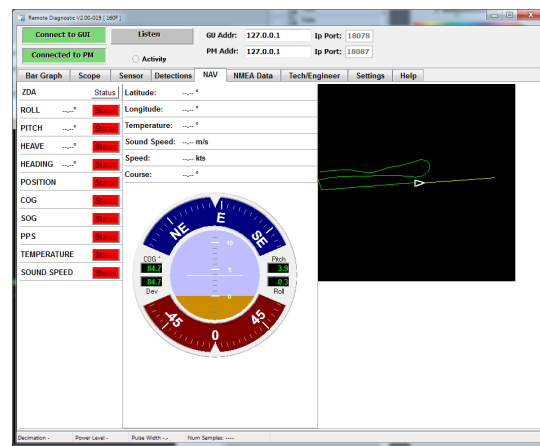 Remote Diagnostic V2.00-019 [ 160F ]
Connect to GUI Listen GU Addr: 127.0.0.1 Ip Port: 18078
Connected to PM Activity PM Addr: 127.0.0.1 Ip Port: 18087
Bar Graph Scope Sensor Detections NAV NMEA Data Tech/Engineer Settings Help
ZDA Status Latitude: --.-- °
ROLL --.--° Status Longitude: --.-- °
PITCH --.--° Status Temperature: --.-- °
HEAVE --.--° Status Sound Speed: --.-- m/s
HEADING --.--° Status Speed: --.-- kts
POSITION Status Course: --.-- °
COG Status
SOG Status
PPS Status
TEMPERATURE Status
SOUND SPEED Status
NE E SE
10
COG ° Pitch
84.7 5 3.9
84.7 -0.3
Dev 0 Roll
-45 0 45
Decimation - Power Level - Pulse Width -.- Num Samples: ----